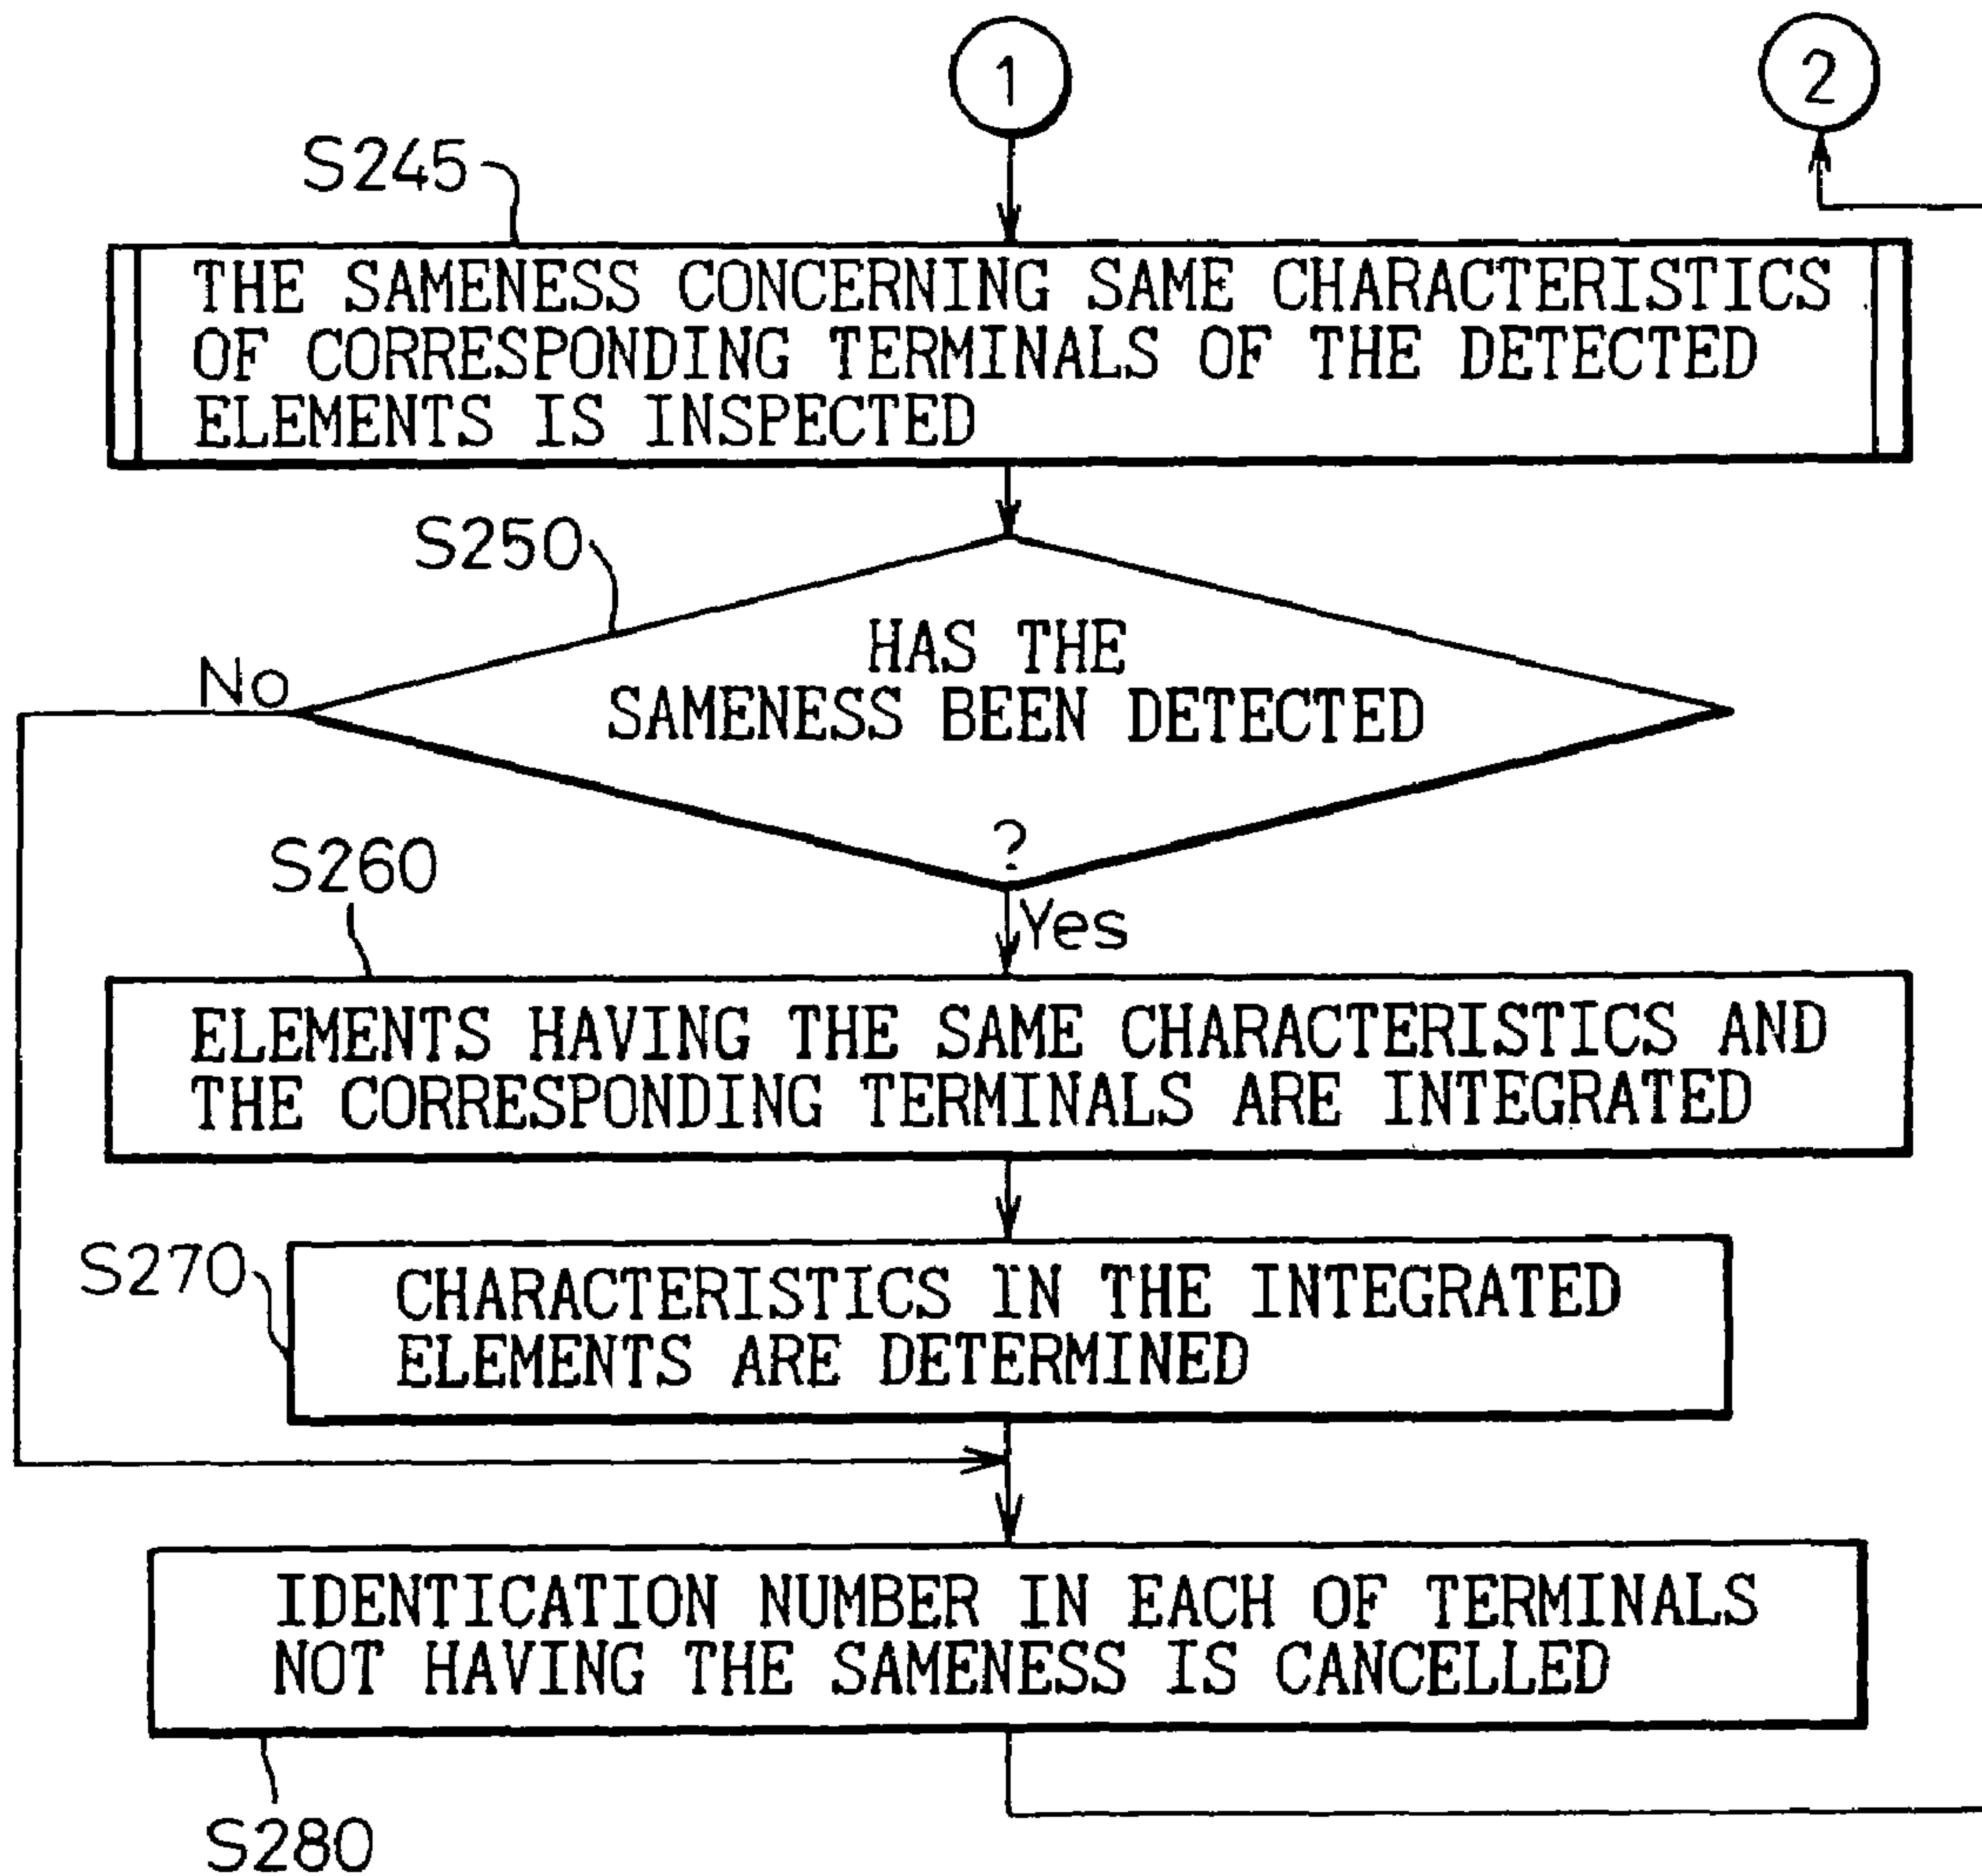 1
2
S245
THE SAMENESS CONCERNING SAME CHARACTERISTICS
OF CORRESPONDING TERMINALS OF THE DETECTED
ELEMENTS IS INSPECTED
S250
No
HAS THE
SAMENESS BEEN DETECTED
?
Yes
S260
ELEMENTS HAVING THE SAME CHARACTERISTICS AND
THE CORRESPONDING TERMINALS ARE INTEGRATED
S270
CHARACTERISTICS IN THE INTEGRATED
ELEMENTS ARE DETERMINED
IDENTICATION NUMBER IN EACH OF TERMINALS
NOT HAVING THE SAMENESS IS CANCELLED
S280